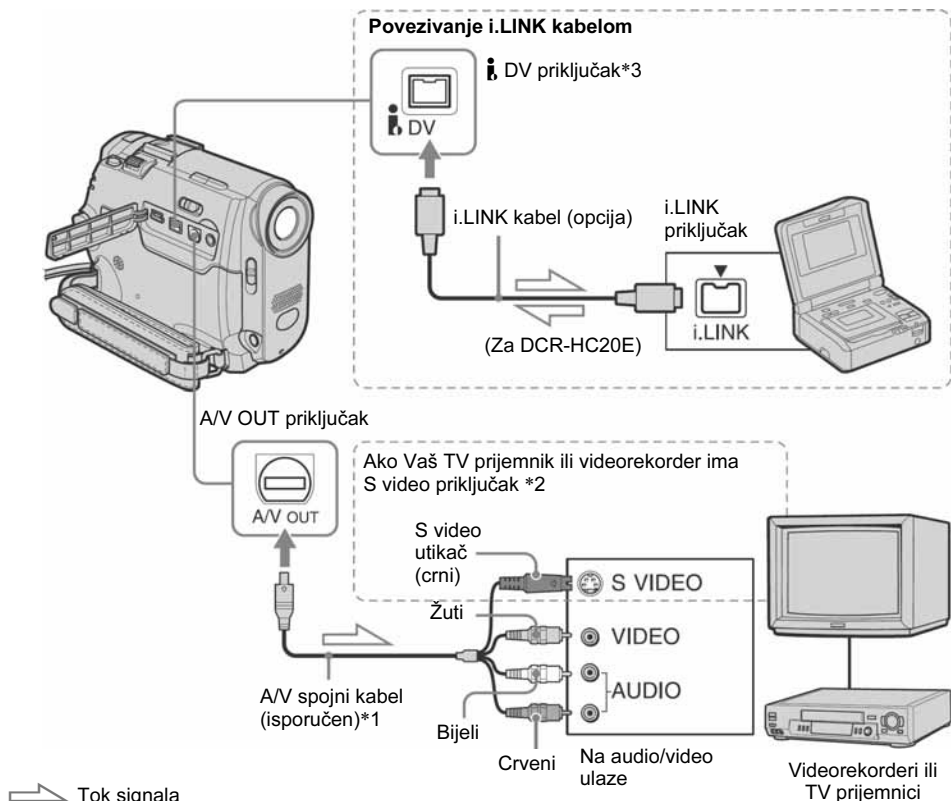 Povezivanje i.LINK kabelom
i DV priključak*3
i DV
i.LINK kabel (opcija)
i.LINK
priključak
i.LINK
(Za DCR-HC20E)
A/V OUT priključak
A/V OUT
Ako Vaš TV prijemnik ili videorekorder ima
S video priključak *2
S video
utikač
(crni)
S VIDEO
Žuti
VIDEO
AUDIO
A/V spojni kabel
(isporučen)*1
Bijeli
Crveni
Na audio/video
ulaze
Videorekorderi ili
TV prijemnici
Tok signala